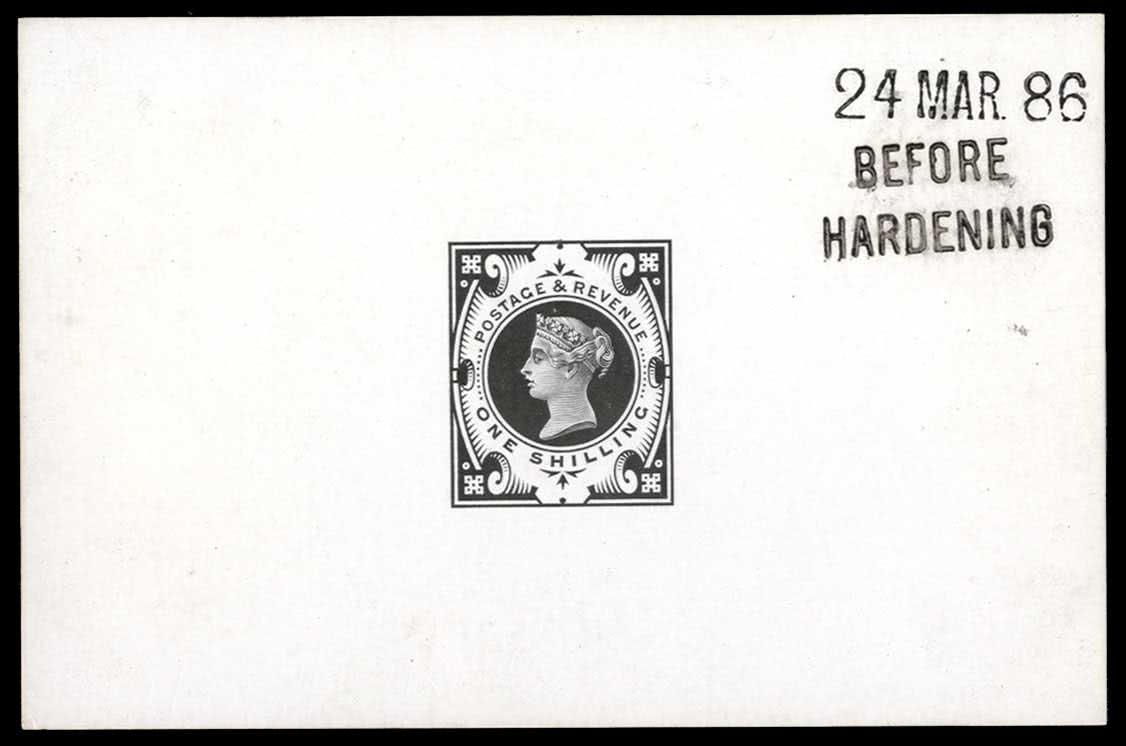 24 MAR. 86
BEFORE
HARDENING
POSTAGE & REVENUE
ONE SHILLING